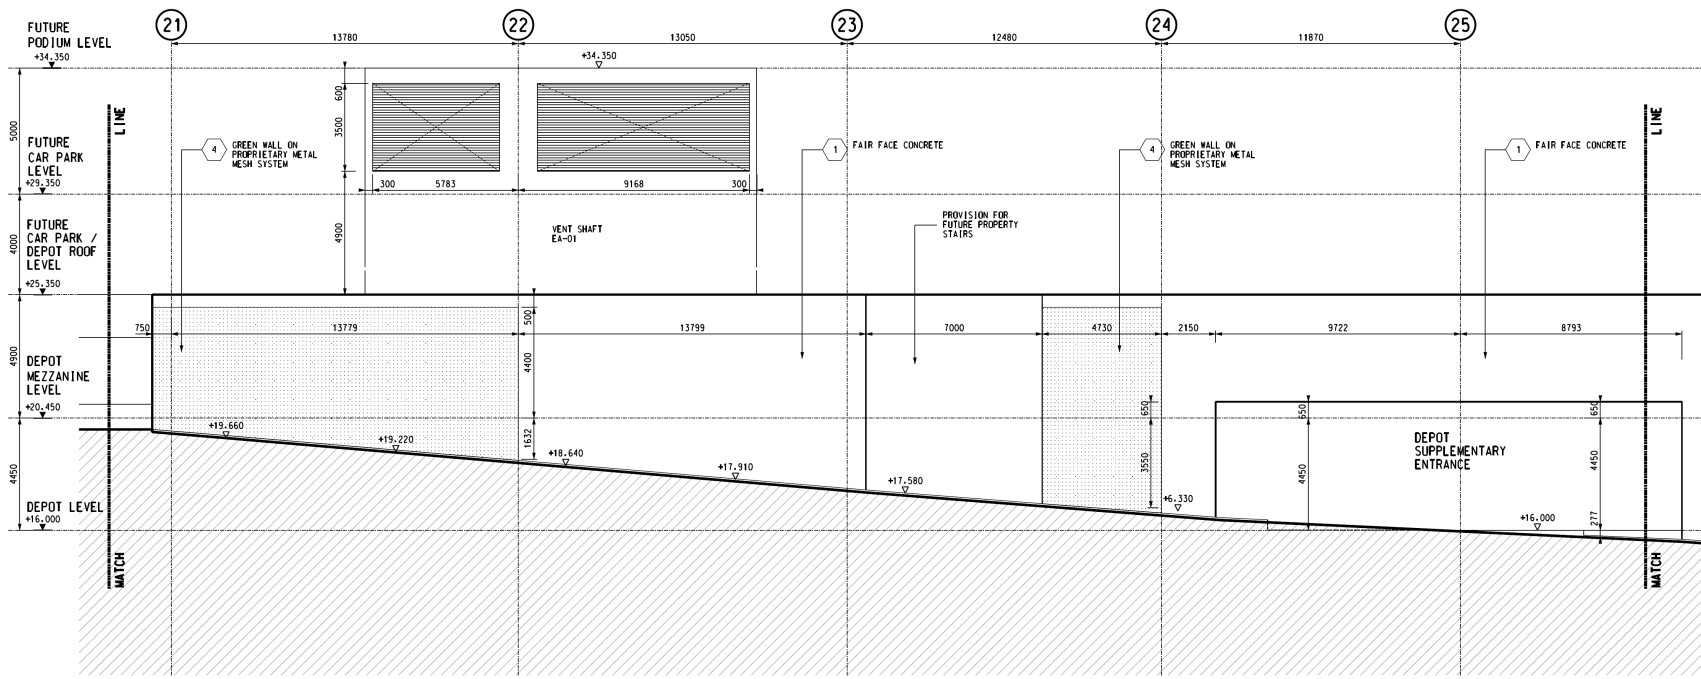 21
22
23
24
25
13780
13050
12480
11870
FUTURE
PODIUM LEVEL
+34.350
+34.350
LINE
LINE
5000
600
3500
FUTURE
CAR PARK
LEVEL
+29.350
4
GREEN WALL ON
PROPRIETARY METAL
MESH SYSTEM
1
FAIR FACE CONCRETE
4
GREEN WALL ON
PROPRIETARY METAL
MESH SYSTEM
1
FAIR FACE CONCRETE
300
5783
9168
300
4000
FUTURE
CAR PARK /
DEPOT ROOF
LEVEL
+25.350
4900
VENT SHAFT
EA-01
PROVISION FOR
FUTURE PROPERTY
STAIRS
500
750
13779
13799
7000
4730
2150
9722
8793
4900
DEPOT
MEZZANINE
LEVEL
+20.450
4400
650
650
650
+19.660
+19.220
1632
+18.640
+17.910
+17.580
3550
+6.330
4450
DEPOT
SUPPLEMENTARY
ENTRANCE
4450
4450
DEPOT LEVEL
+16.000
+16.000
277
MATCH
MATCH